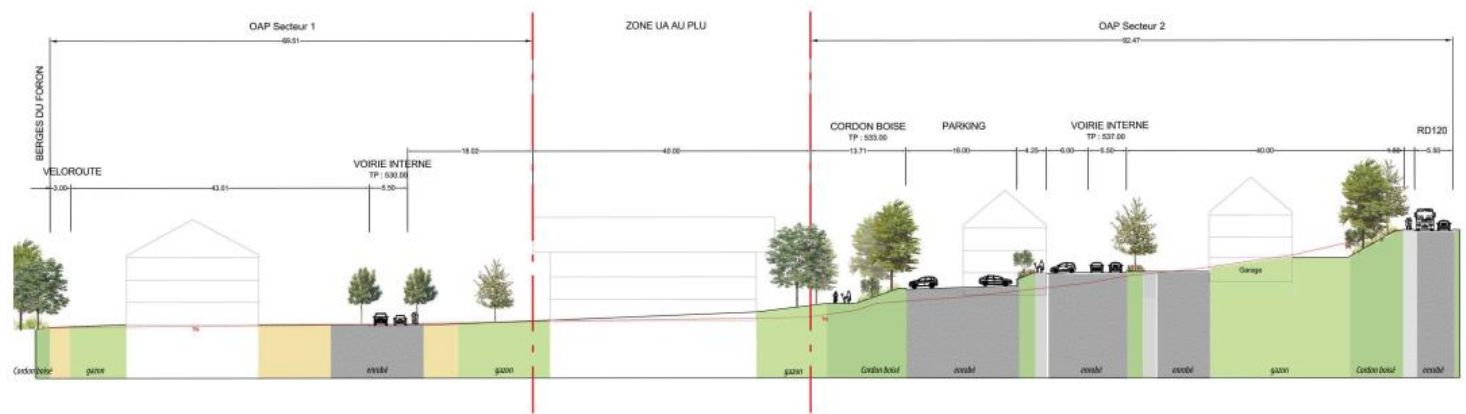 OAP Secteur 1
ZONE UA AU PLU
OAP Secteur 2
69.51
92.47
BERGES DU FORON
CORDON BOISE
TP : 533.00
PARKING
VOIRIE INTERNE
TP : 537.00
RD120
18.02
40.00
13.71
16.00
4.25
6.00
5.50
40.00
5.50
VELOROUTE
VOIRIE INTERNE
TP : 530.00
3.00
43.01
5.50
Garage
TN
TN
Cordon boisé
gazon
enrobé
gazon
gazon
Cordon boisé
enrobé
enrobé
enrobé
gazon
Cordon boisé
enrobé